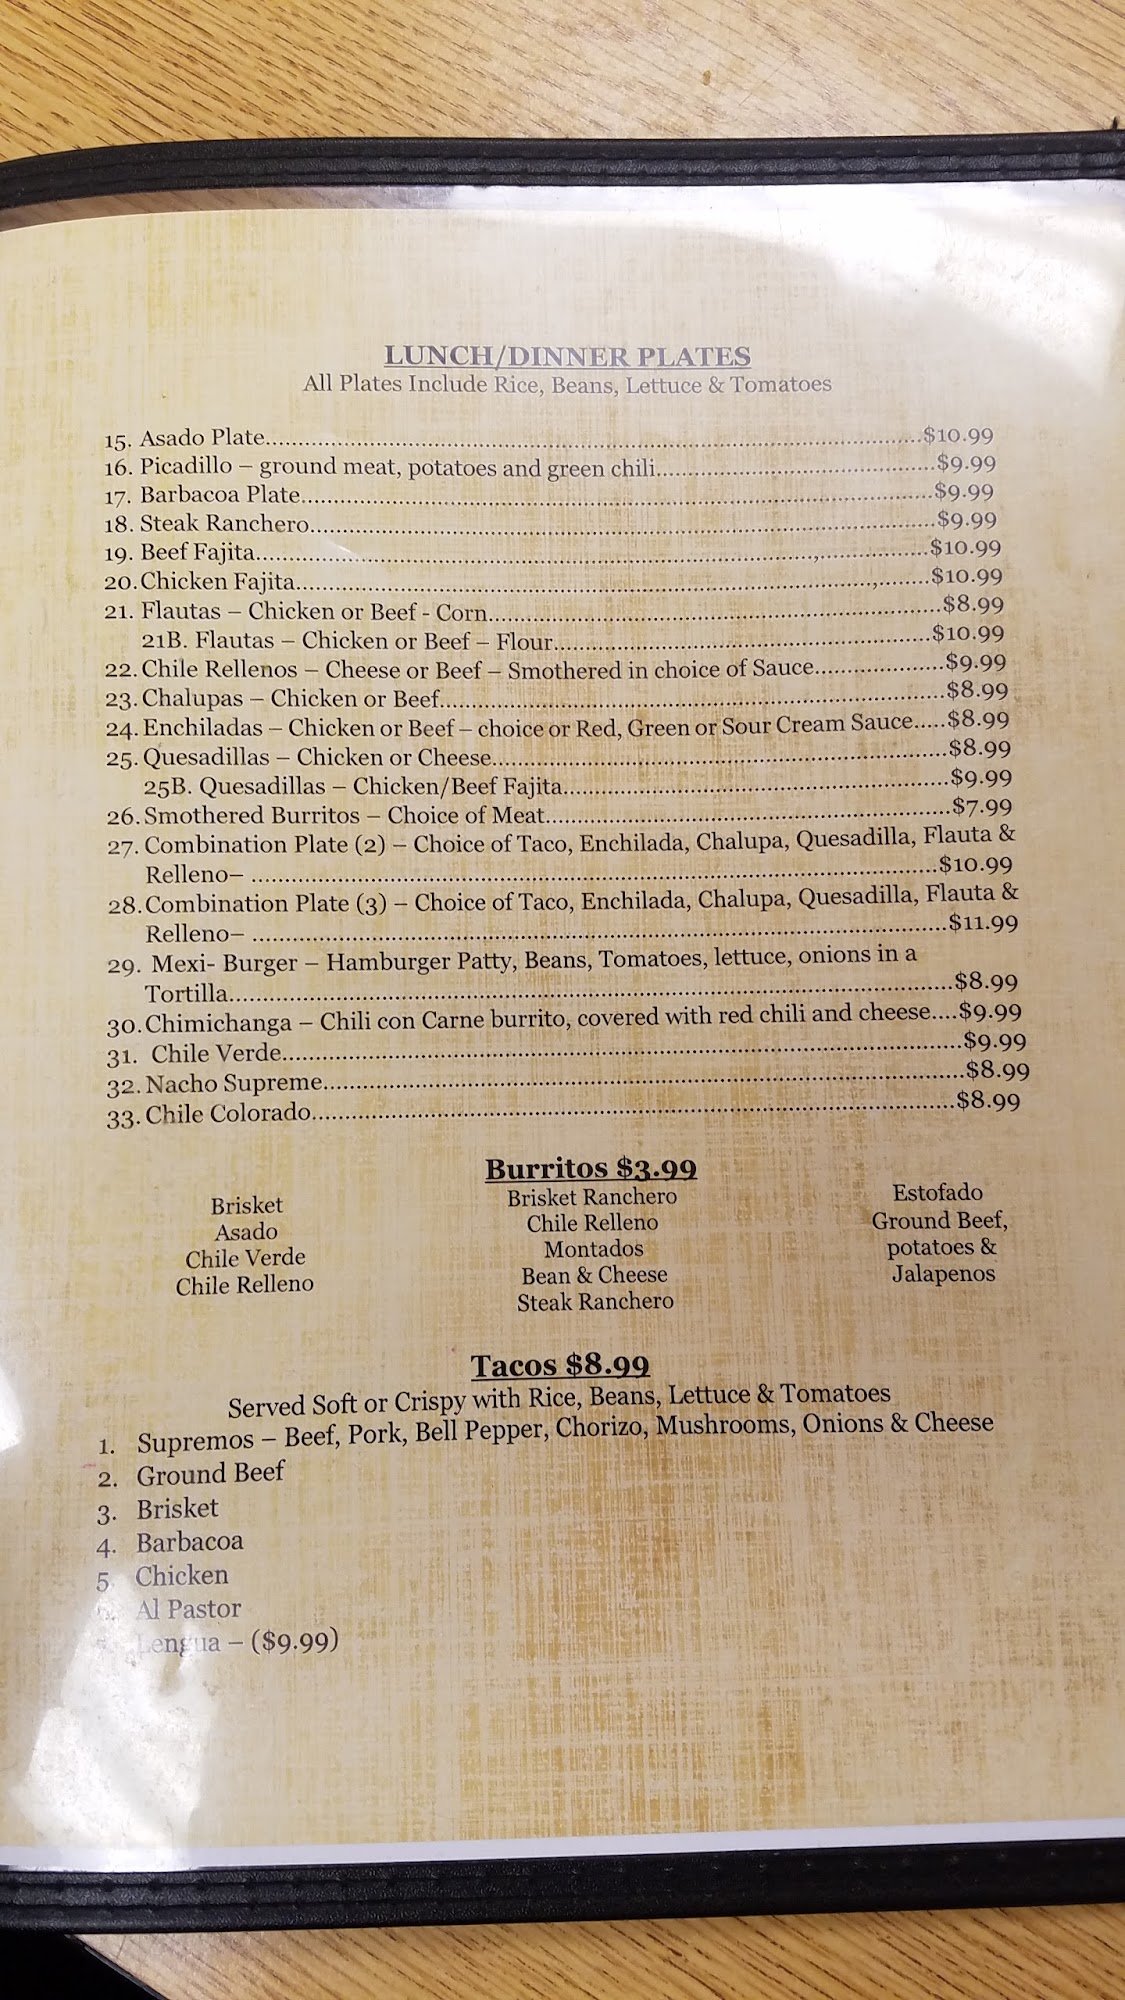 LUNCH/DINNER PLATES
All Plates Include Rice, Beans, Lettuce & Tomatoes
15. Asado Plate....................$10.99
16. Picadillo – ground meat, potatoes and green chili....................$9.99
17. Barbacoa Plate....................$9.99
18. Steak Ranchero....................$9.99
19. Beef Fajita....................$10.99
20. Chicken Fajita....................$10.99
21. Flautas – Chicken or Beef - Corn....................$8.99
21B. Flautas – Chicken or Beef – Flour....................$10.99
22. Chile Rellenos – Cheese or Beef – Smothered in choice of Sauce....................$9.99
23. Chalupas – Chicken or Beef....................$8.99
24. Enchiladas – Chicken or Beef – choice or Red, Green or Sour Cream Sauce.....$8.99
25. Quesadillas – Chicken or Cheese....................$8.99
25B. Quesadillas – Chicken/Beef Fajita....................$9.99
26. Smothered Burritos – Choice of Meat....................$7.99
27. Combination Plate (2) – Choice of Taco, Enchilada, Chalupa, Quesadilla, Flauta &
Relleno– ....................$10.99
28. Combination Plate (3) – Choice of Taco, Enchilada, Chalupa, Quesadilla, Flauta &
Relleno– ....................$11.99
29. Mexi- Burger – Hamburger Patty, Beans, Tomatoes, lettuce, onions in a
Tortilla....................$8.99
30. Chimichanga – Chili con Carne burrito, covered with red chili and cheese....$9.99
31. Chile Verde....................$9.99
32. Nacho Supreme....................$8.99
33. Chile Colorado....................$8.99
Burritos $3.99
Brisket
Asado
Chile Verde
Chile Relleno
Brisket Ranchero
Chile Relleno
Montados
Bean & Cheese
Steak Ranchero
Estofado
Ground Beef,
potatoes &
Jalapenos
Tacos $8.99
Served Soft or Crispy with Rice, Beans, Lettuce & Tomatoes
1. Supremos – Beef, Pork, Bell Pepper, Chorizo, Mushrooms, Onions & Cheese
2. Ground Beef
3. Brisket
4. Barbacoa
5. Chicken
Al Pastor
Lengua – ($9.99)